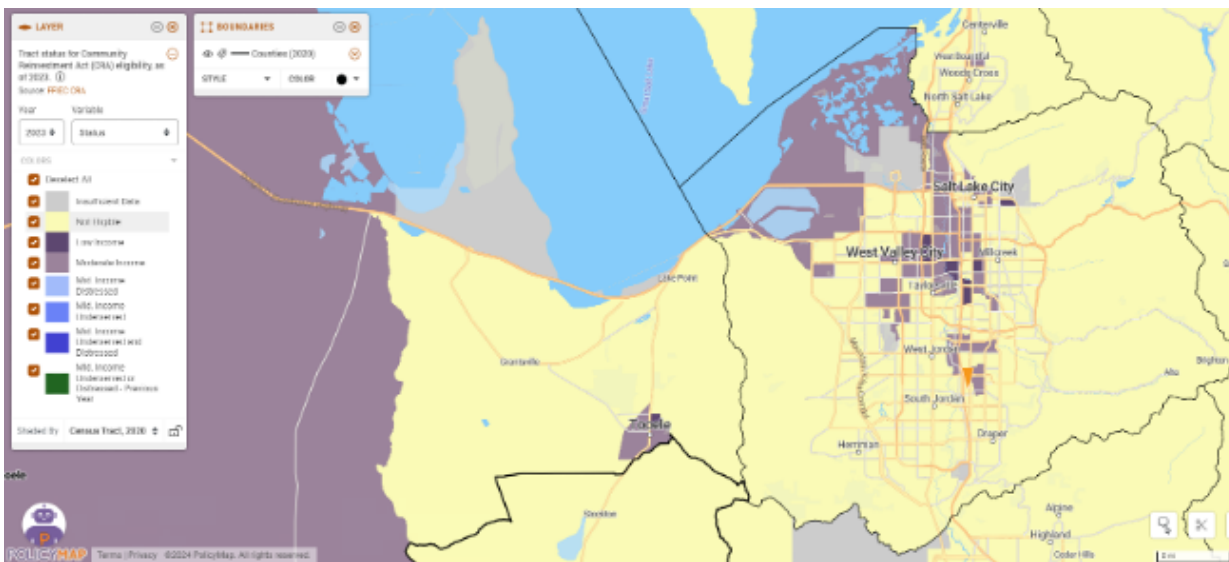 LAYER
Tract status for Community
Reinvestment Act (CRA) eligibility, as
of 2023.
Source: FFIEC CRA
Year Variable
2023 Status
COLORS
Deselect All
Insufficient Data
Not Eligible
Low Income
Moderate Income
Mid. Income
Distressed
Mid. Income
Underserved
Mid. Income
Underserved and
Distressed
Mid. Income
Underserved or
Distressed - Previous
Year
Shaded By Census Tract, 2020
BOUNDARIES
Counties (2020)
STYLE COLOR
Centerville
West Bountiful
Woods Cross
North Salt Lake
Salt Lake City
West Valley City
Millcreek
Taylorsville
Lake Point
Grantsville
West Jordan
Mountain View Corridor
South Jordan
Alta
Brighton
Tooele
Herriman
Draper
ooele
Stockton
Alpine
Highland
Cedar Hills
P
POLICYMAP
Terms | Privacy ©2024 PolicyMap. All rights reserved.